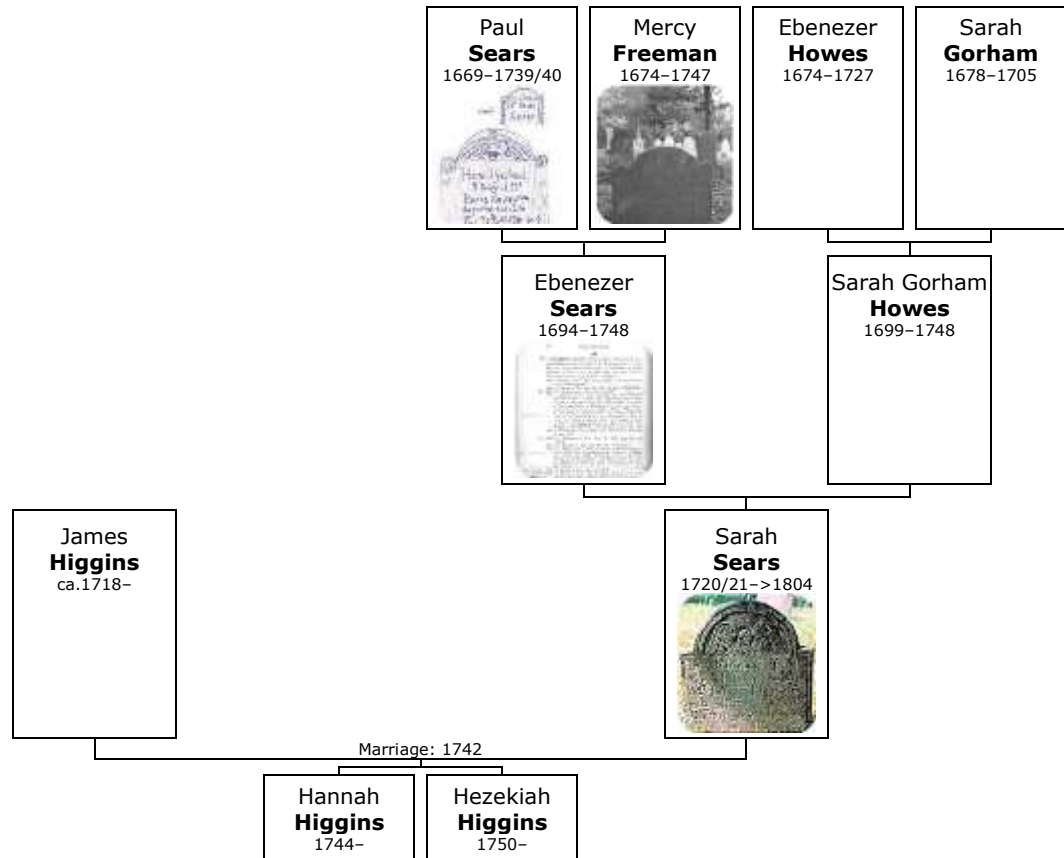 Paul
Sears
1669–1739/40
Mercy
Freeman
1674–1747
Ebenezer
Howes
1674–1727
Sarah
Gorham
1678–1705
Ebenezer
Sears
1694–1748
Sarah Gorham
Howes
1699–1748
James
Higgins
ca.1718–
Sarah
Sears
1720/21–>1804
Marriage: 1742
Hannah
Higgins
1744–
Hezekiah
Higgins
1750–